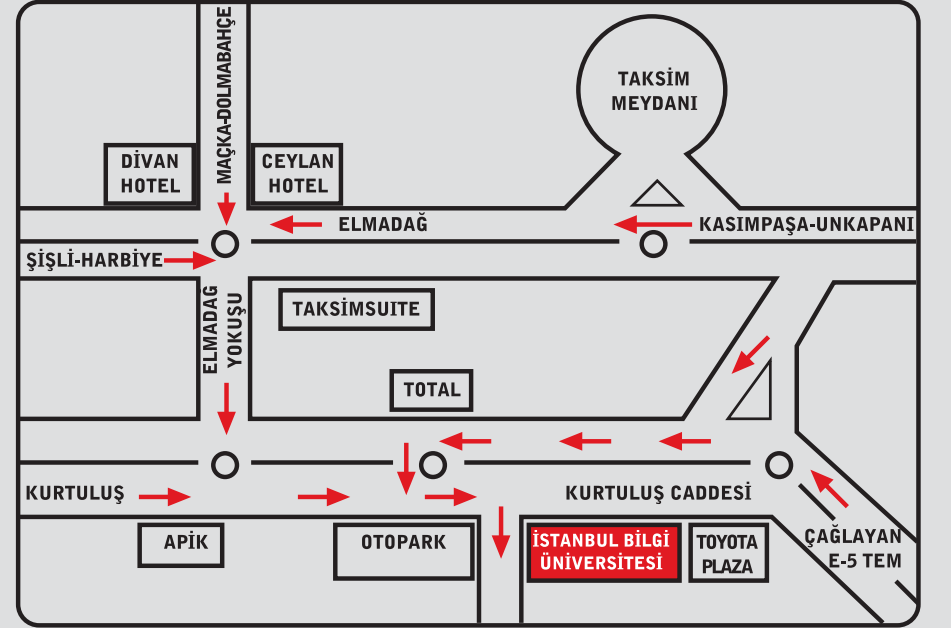 MAÇKA-DOLMABAHÇE
TAKSİM
MEYDANI
DİVAN
HOTEL
CEYLAN
HOTEL
ELMADAĞ
KASIMPAŞA-UNKAPANI
ŞİŞLİ-HARBİYE
ELMADAĞ
YOKUŞU
TAKSİMSUITE
TOTAL
KURTULUŞ
KURTULUŞ CADDESİ
APİK
OTOPARK
İSTANBUL BİLGİ
ÜNİVERSİTESİ
TOYOTA
PLAZA
ÇAĞLAYAN
E-5 TEM